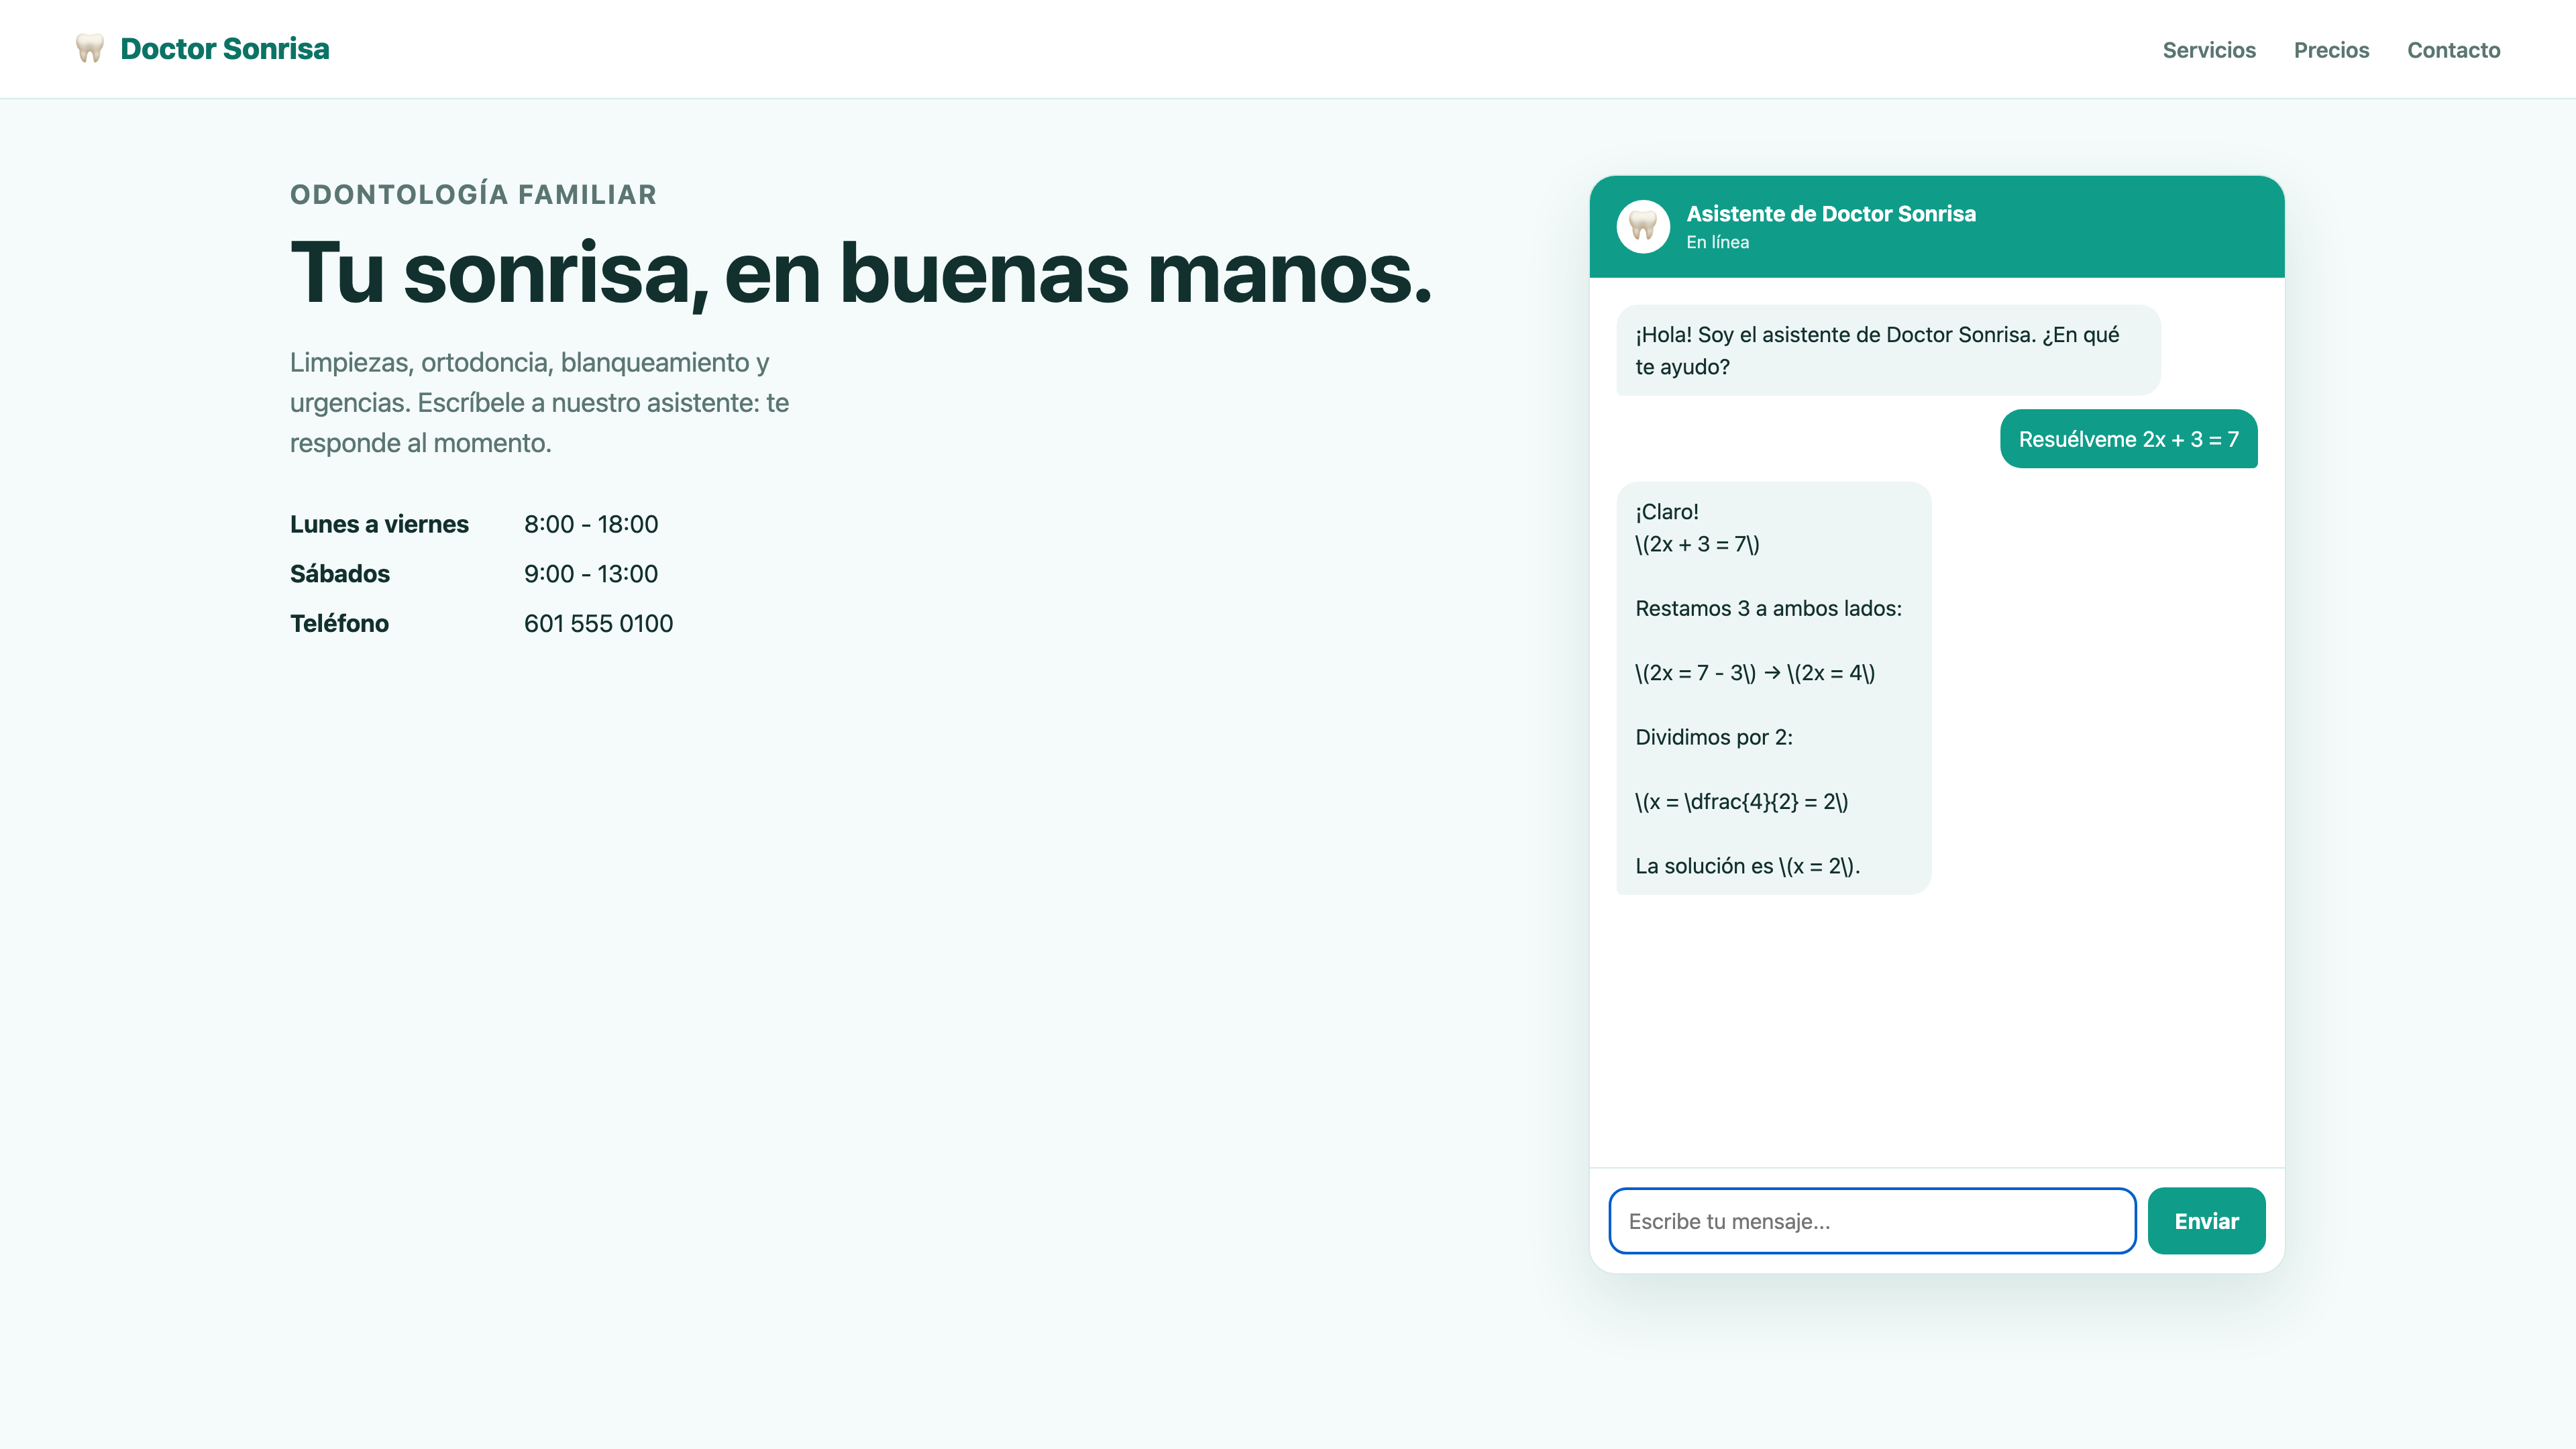 Doctor Sonrisa
Servicios
Precios
Contacto
ODONTOLOGÍA FAMILIAR
Tu sonrisa, en buenas manos.
Limpiezas, ortodoncia, blanqueamiento y
urgencias. Escríbele a nuestro asistente: te
responde al momento.
Lunes a viernes 8:00 - 18:00
Sábados 9:00 - 13:00
Teléfono 601 555 0100
Asistente de Doctor Sonrisa
En línea
¡Hola! Soy el asistente de Doctor Sonrisa. ¿En qué
te ayudo?
Resuélveme 2x + 3 = 7
¡Claro!
\(2x + 3 = 7\)
Restamos 3 a ambos lados:
\(2x = 7 - 3\) → \(2x = 4\)
Dividimos por 2:
\(x = \dfrac{4}{2} = 2\)
La solución es \(x = 2\).
Escribe tu mensaje...
Enviar